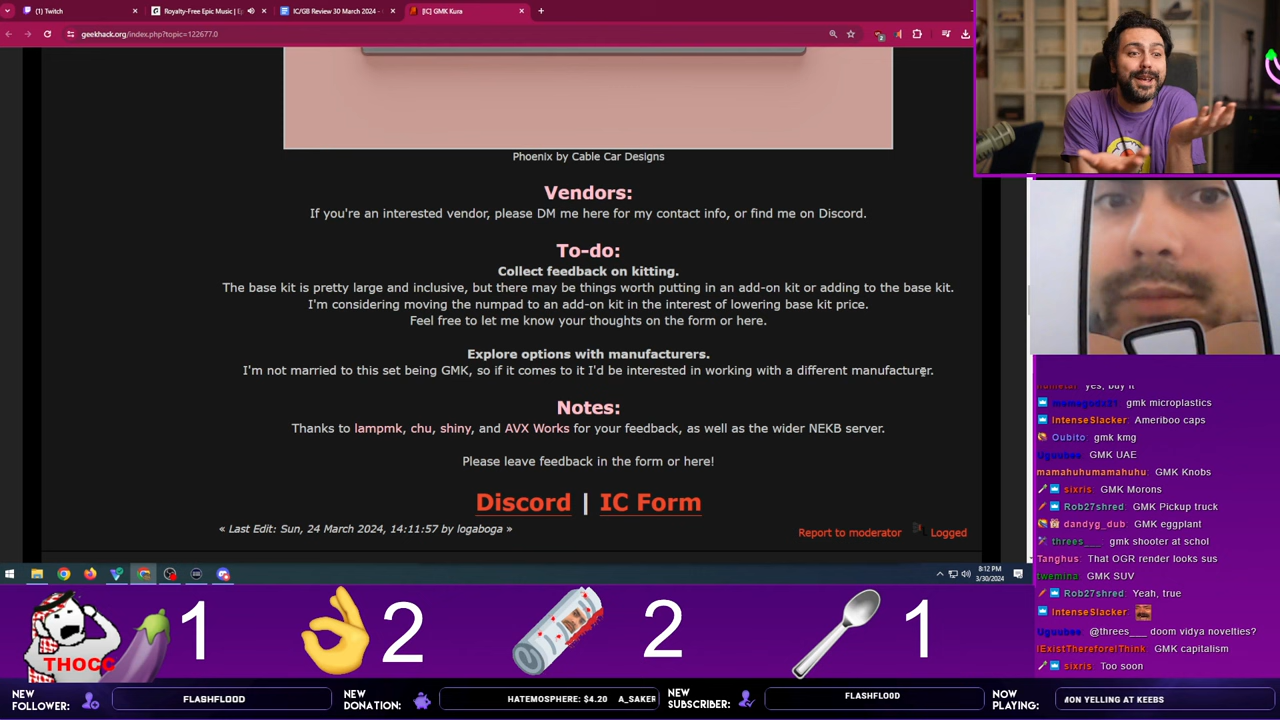 (1) Twitch
Royalty-Free Epic Music | E
IC/GB Review 30 March 2024 -
[IC] GMK Kura
geekhack.org/index.php?topic=122677.0
Phoenix by Cable Car Designs
Vendors:
If you're an interested vendor, please DM me here for my contact info, or find me on Discord.
To-do:
Collect feedback on kitting.
The base kit is pretty large and inclusive, but there may be things worth putting in an add-on kit or adding to the base kit.
I'm considering moving the numpad to an add-on kit in the interest of lowering base kit price.
Feel free to let me know your thoughts on the form or here.
Explore options with manufacturers.
I'm not married to this set being GMK, so if it comes to it I'd be interested in working with a different manufacturer.
Notes:
Thanks to lampmk, chu, shiny, and AVX Works for your feedback, as well as the wider NEKB server.
Please leave feedback in the form or here!
Discord | IC Form
« Last Edit: Sun, 24 March 2024, 14:11:57 by logaboga »
Report to moderator Logged
8:12 PM
3/30/2024
yes, buy it
gmk microplastics
IntenseSlacker: Ameriboo caps
Oubito: gmk kmg
Uguubee: GMK UAE
mamahuhumamahuhu: GMK Knobs
sixris: GMK Morons
Rob27shred: GMK Pickup truck
dandyg_dub: GMK eggplant
threes___: gmk shooter at schol
Tanghus: That OGR render looks sus
twemina: GMK SUV
Rob27shred: Yeah, true
IntenseSlacker:
Uguubee: @threes___ doom vidya novelties?
IExistThereforeIThink: GMK capitalism
sixris: Too soon
THOCC
1
2
2
1
NEW FOLLOWER:
FLASHFLOOD
NEW DONATION:
HATEMOSPHERE: $4.20 A_SAKER
NEW SUBSCRIBER:
FLASHFLOOD
NOW PLAYING:
YELLING AT KEEBS